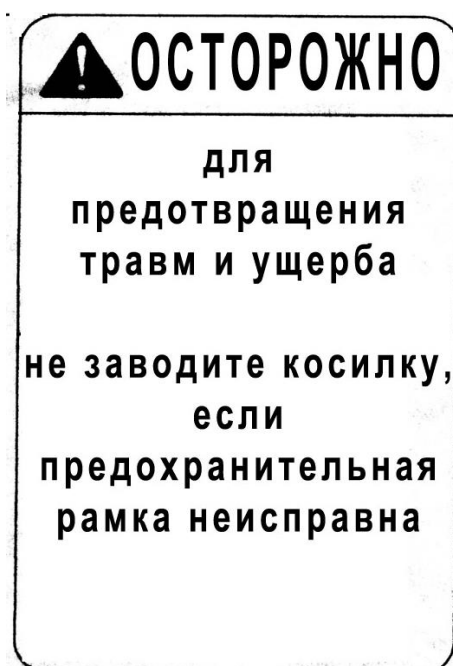 ОСТОРОЖНО
для
предотвращения
травм и ущерба
не заводите косилку,
если
предохранительная
рамка неисправна